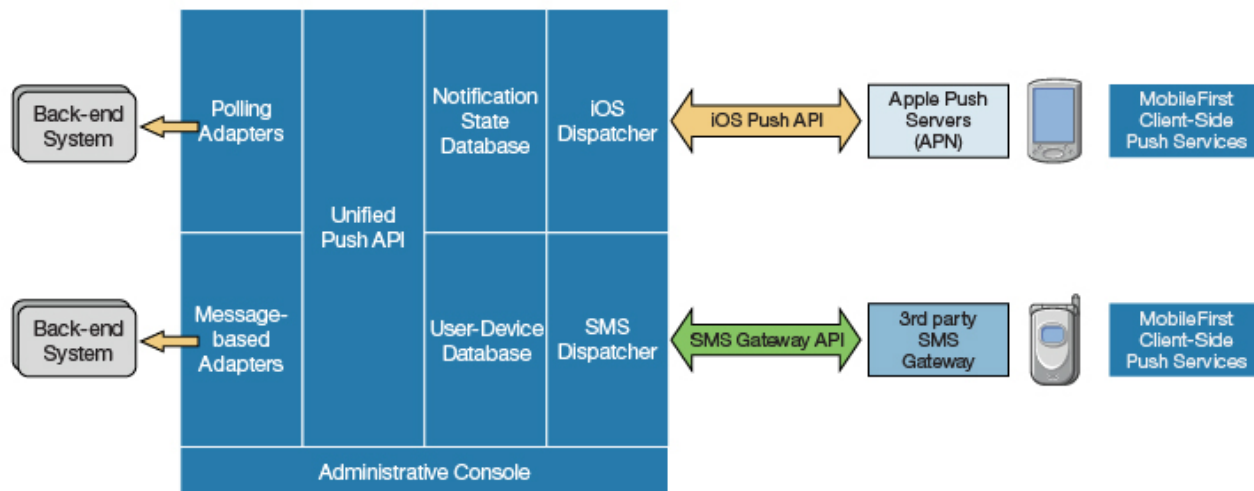 Back-end
System
Polling
Adapters
Unified
Push API
Notification
State
Database
iOS
Dispatcher
iOS Push API
Apple Push
Servers
(APN)
MobileFirst
Client-Side
Push Services
Back-end
System
Message-
based
Adapters
User-Device
Database
SMS
Dispatcher
SMS Gateway API
3rd party
SMS
Gateway
MobileFirst
Client-Side
Push Services
Administrative Console